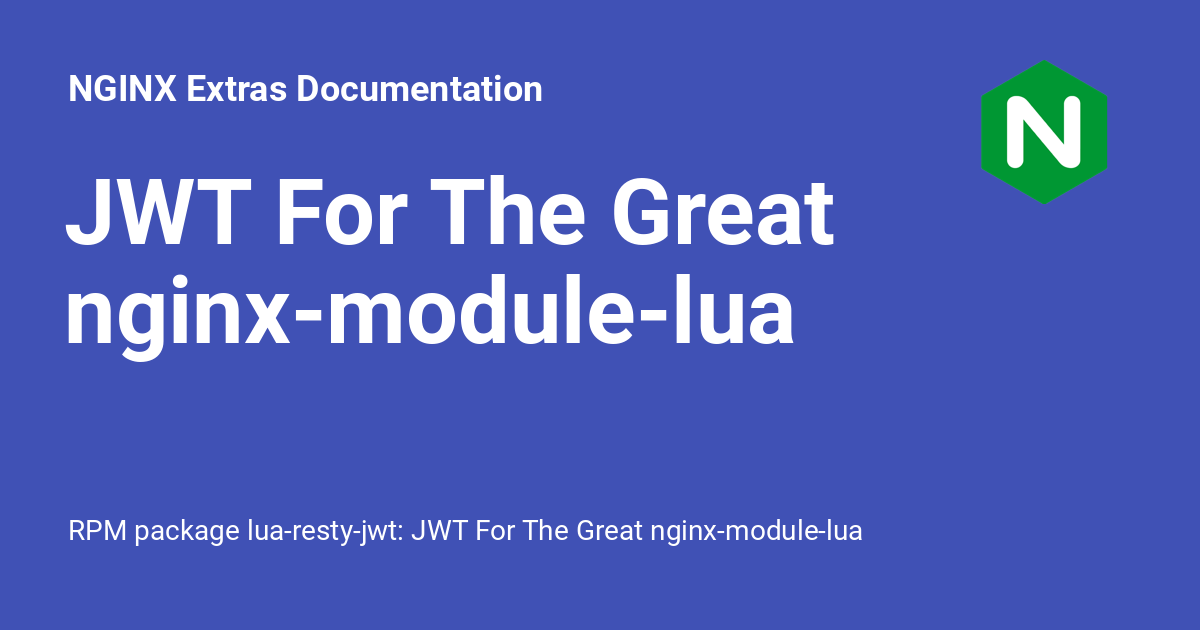 NGINX Extras Documentation
N
JWT For The Great
nginx-module-lua
RPM package lua-resty-jwt: JWT For The Great nginx-module-lua